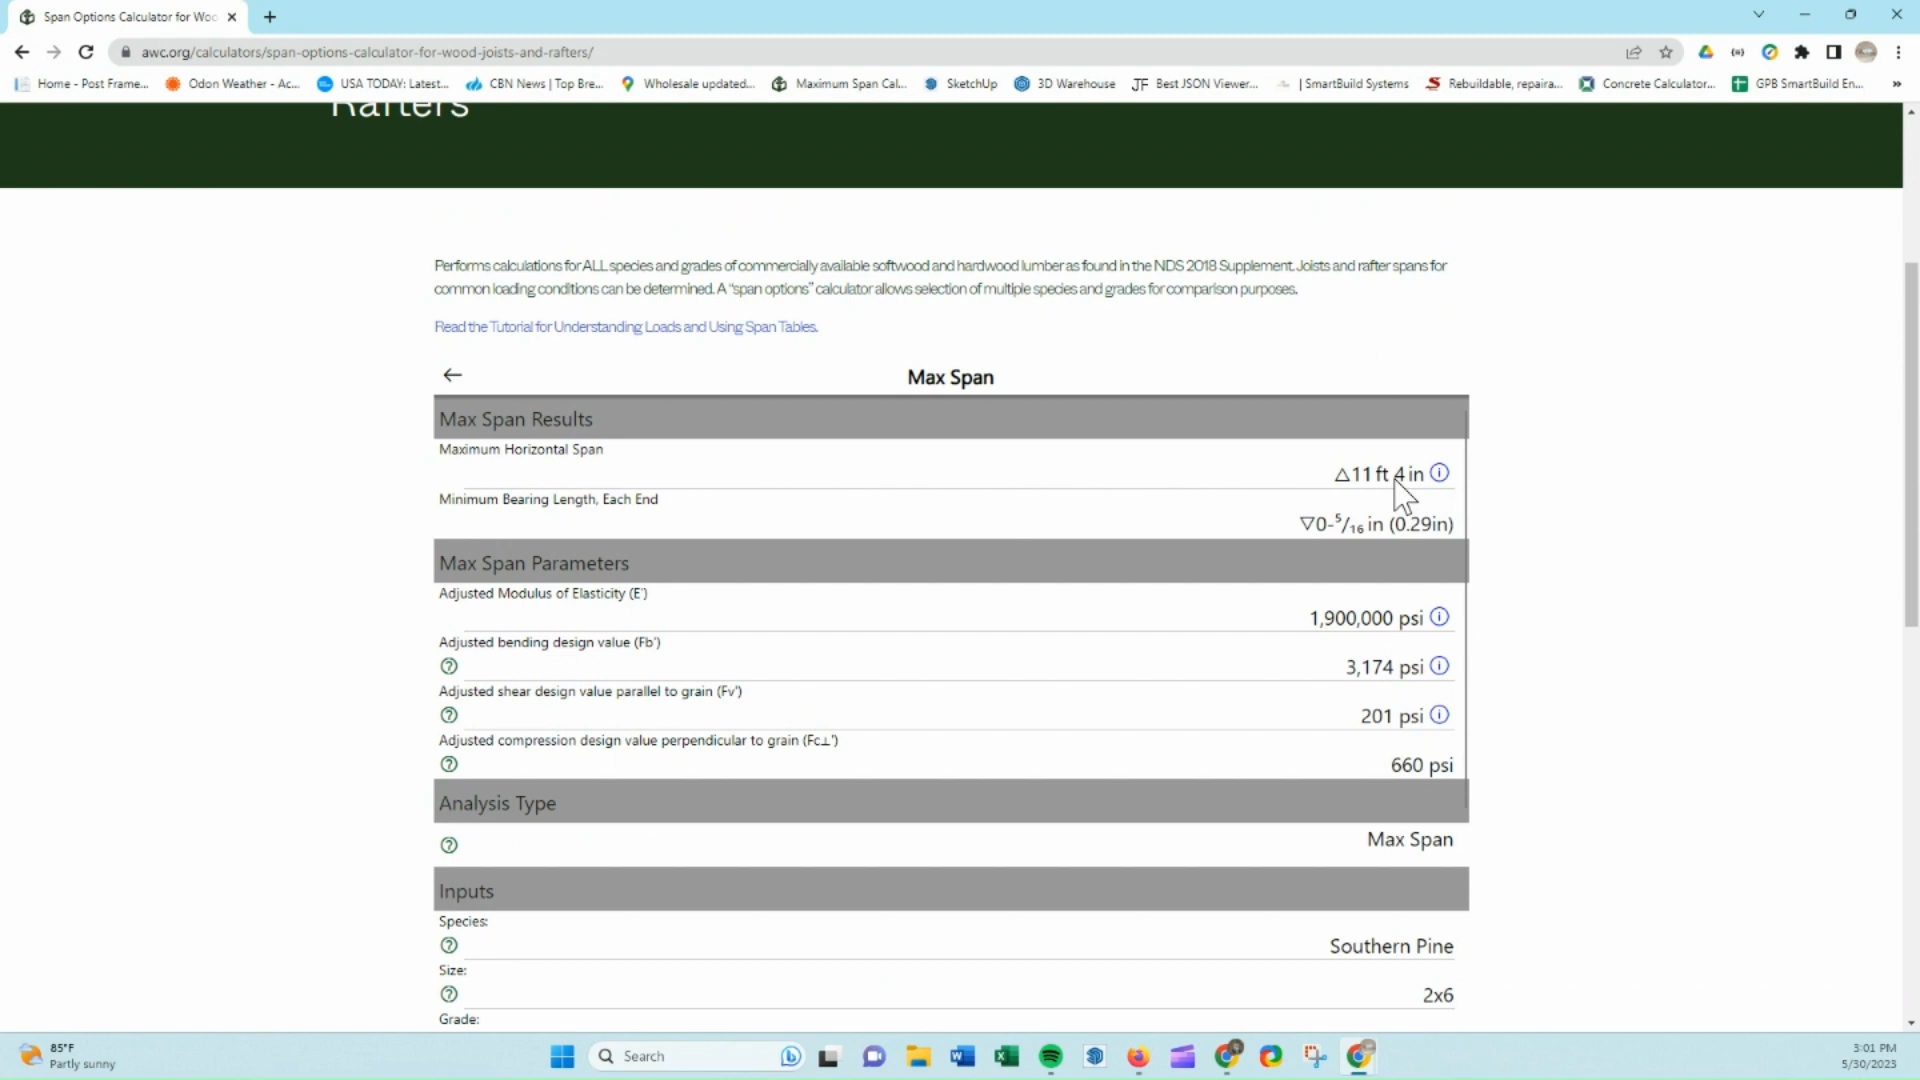 Span Options Calculator for Woo
awc.org/calculators/span-options-calculator-for-wood-joists-and-rafters/
Home - Post Frame... Odon Weather - Ac... USA TODAY: Latest... CBN News | Top Bre... Wholesale updated... Maximum Span Cal... SketchUp 3D Warehouse JF Best JSON Viewer... | SmartBuild Systems Rebuildable, repaira... Concrete Calculator... GPB SmartBuild En... »
Rafters
Performs calculations for ALL species and grades of commercially available softwood and hardwood lumber as found in the NDS 2018 Supplement. Joists and rafter spans for
common loading conditions can be determined. A "span options" calculator allows selection of multiple species and grades for comparison purposes.
Read the Tutorial for Understanding Loads and Using Span Tables.
Max Span
Max Span Results
Maximum Horizontal Span
△11 ft 4 in
Minimum Bearing Length, Each End
▽0-5/16 in (0.29in)
Max Span Parameters
Adjusted Modulus of Elasticity (E')
1,900,000 psi
Adjusted bending design value (Fb')
3,174 psi
Adjusted shear design value parallel to grain (Fv')
201 psi
Adjusted compression design value perpendicular to grain (Fc⊥')
660 psi
Analysis Type
Max Span
Inputs
Species:
Southern Pine
Size:
2x6
Grade:
85°F
Partly sunny
Search
3:01 PM
5/30/2023